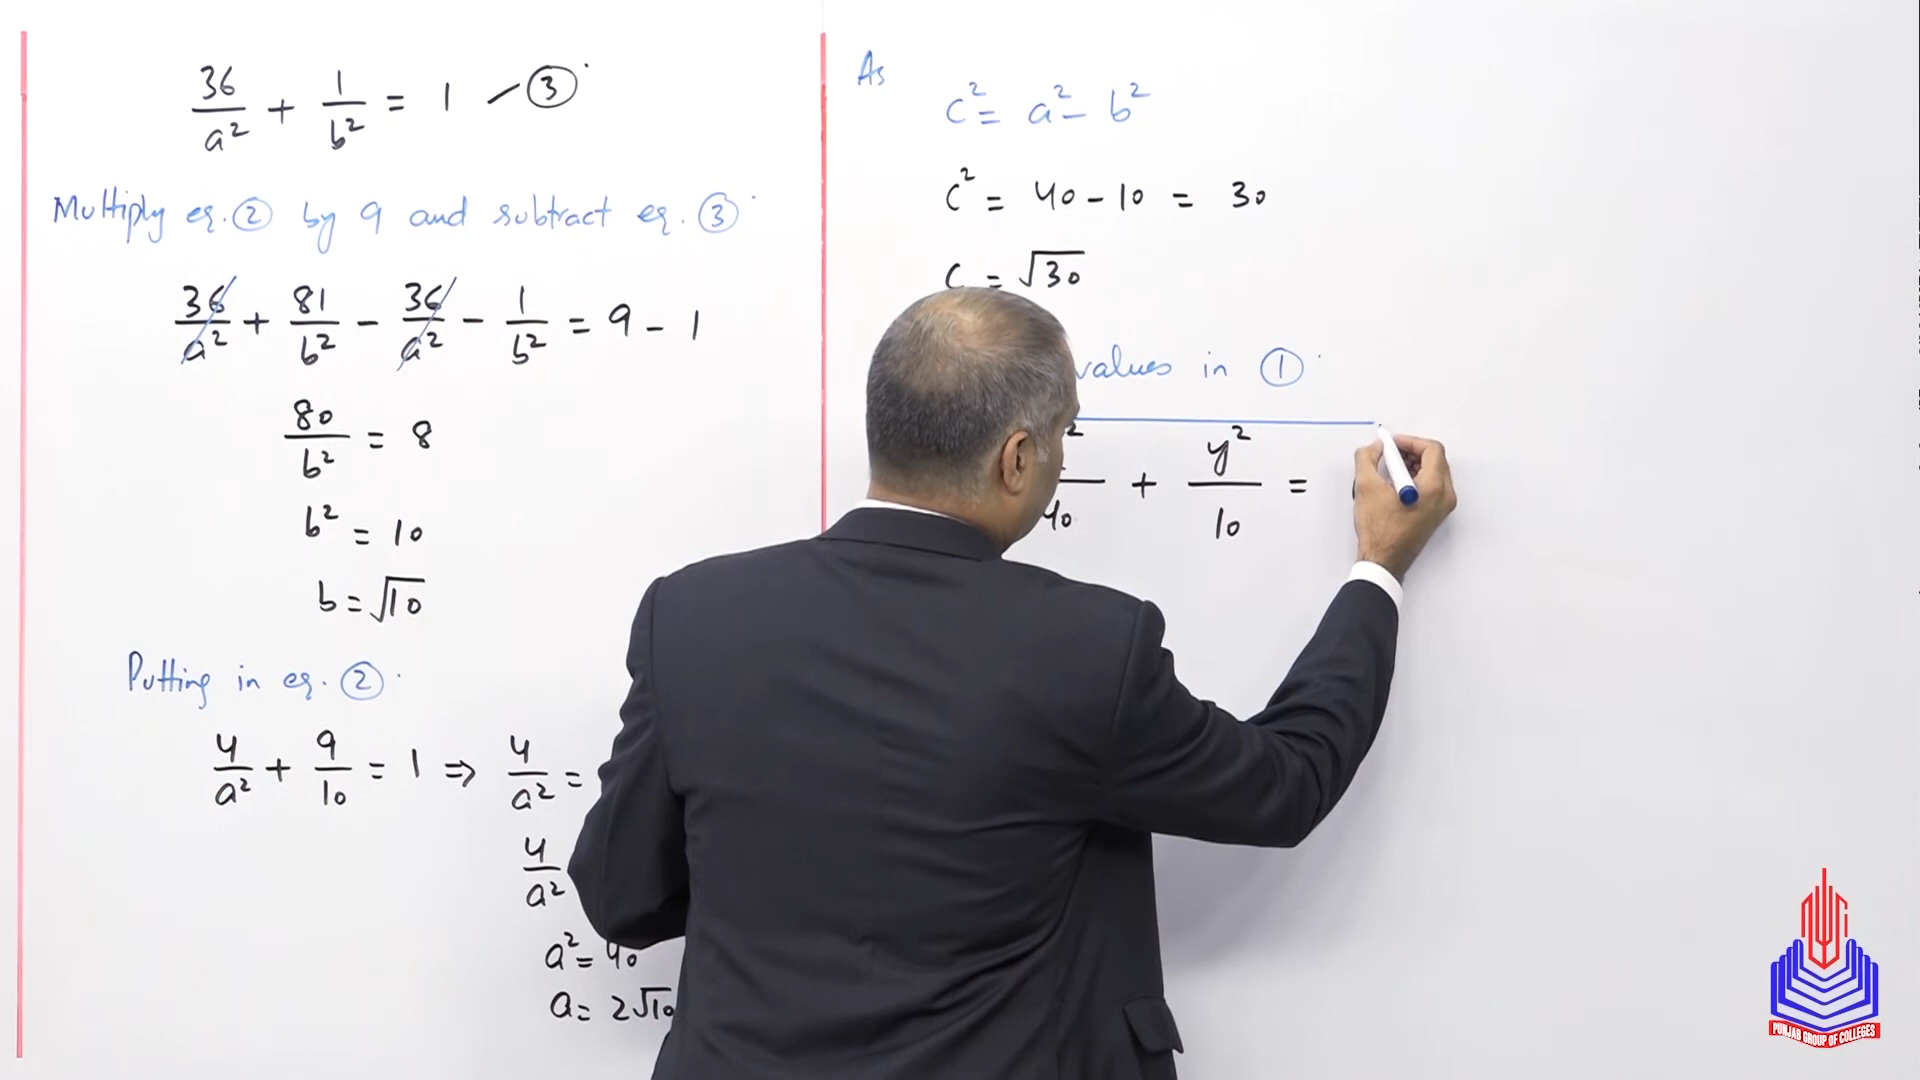 36/a² + 1/b² = 1 — ③
Multiply eq. ② by 9 and subtract eq. ③
36/a² + 81/b² − 36/a² − 1/b² = 9 − 1
80/b² = 8
b² = 10
b = √10
Putting in eq. ②
4/a² + 9/10 = 1 ⇒ 4/a² =
4/a²
a² = 40
a = 2√10
As
c² = a² − b²
c² = 40 − 10 = 30
c = √30
values in ①
²/40 + y²/10 =
PUNJAB GROUP OF COLLEGES